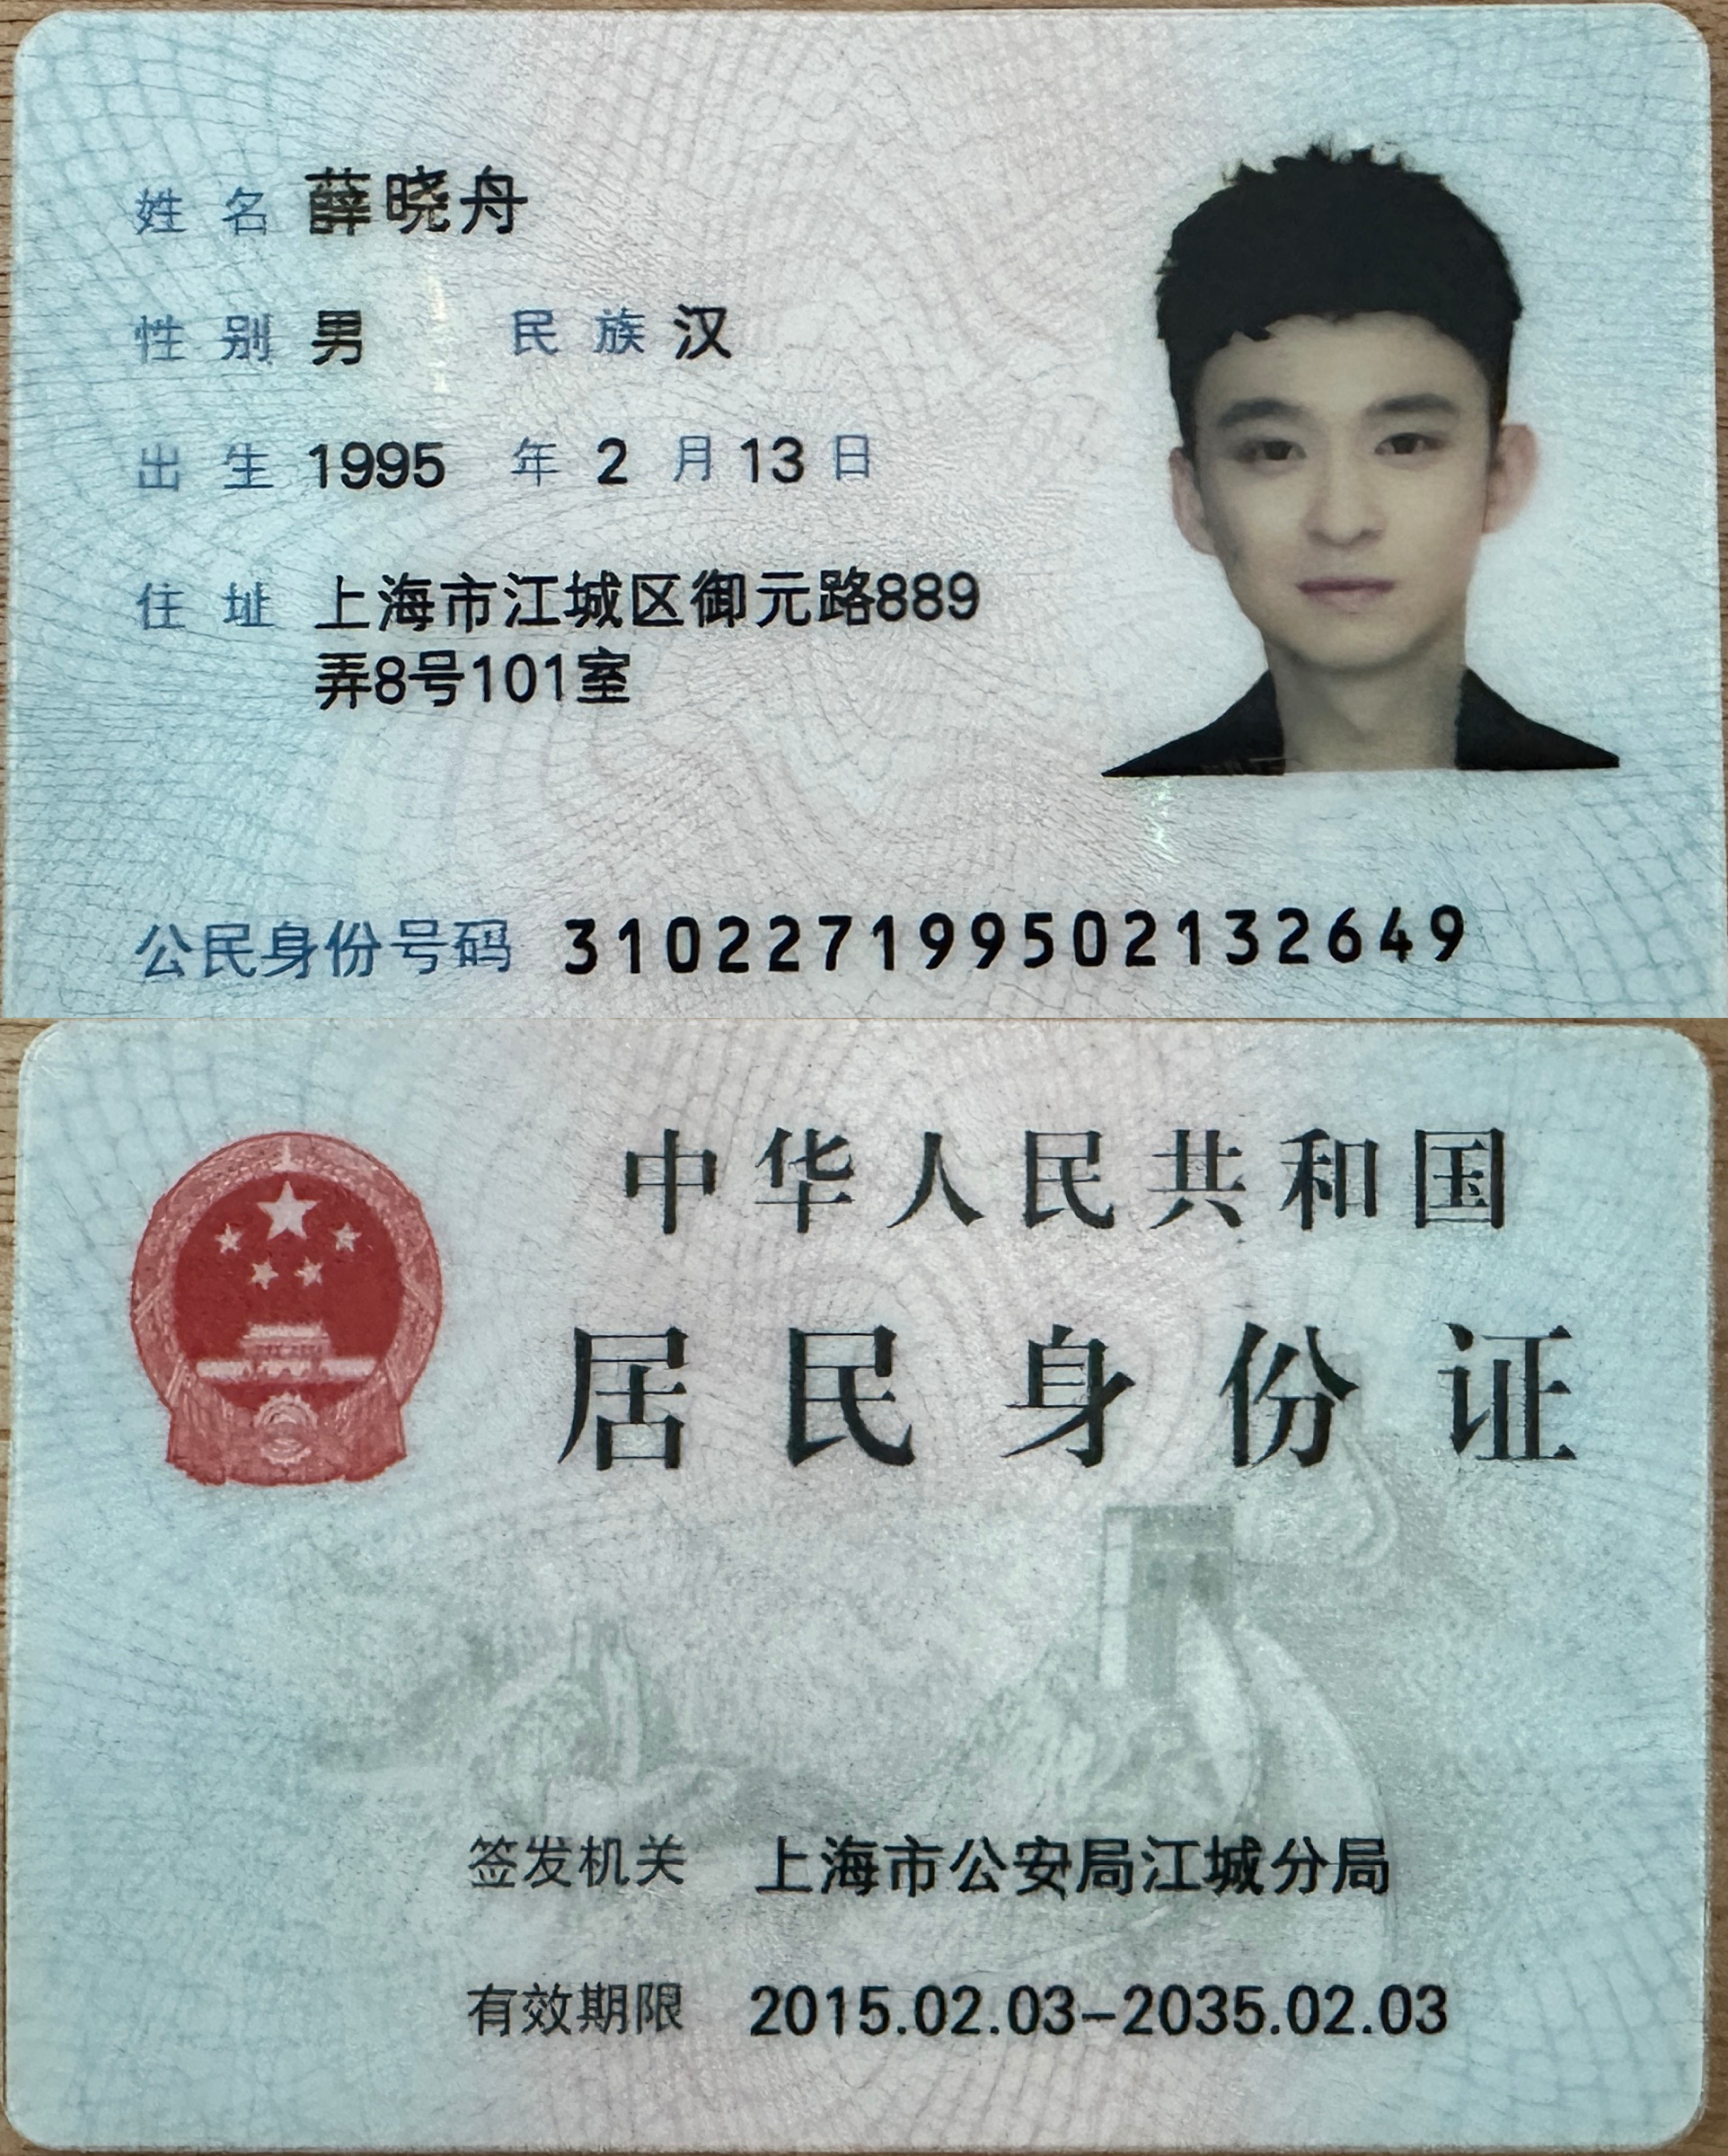 姓名 薛晓舟
性别 男 民族 汉
出生 1995 年 2 月 13 日
住址 上海市江城区御元路889
弄8号101室
公民身份号码 310227199502132649
中华人民共和国
居民身份证
签发机关 上海市公安局江城分局
有效期限 2015.02.03-2035.02.03